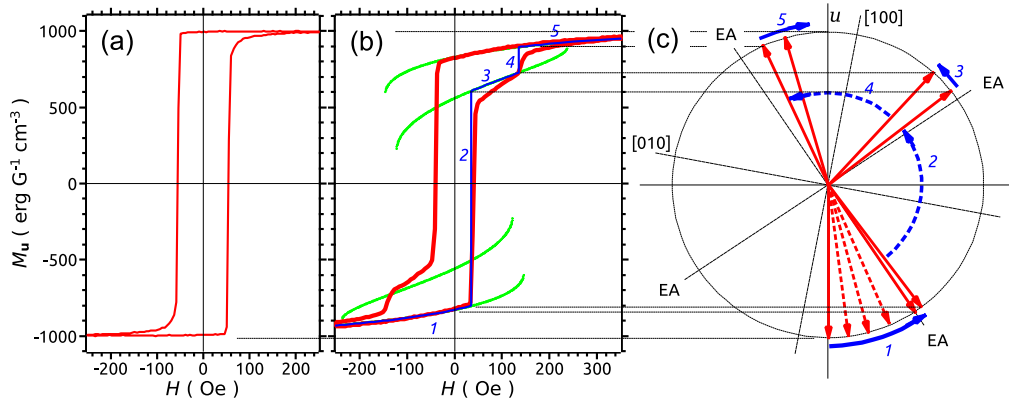 (a)
1000
500
0
-500
-1000
M_u ( erg G⁻¹ cm⁻³ )
-200 -100 0 100 200
H ( Oe )
(b)
5
4
3
2
1
-200 -100 0 100 200 300
H ( Oe )
(c)
5
u
[100]
EA
3
4
EA
[010]
2
EA
EA
1